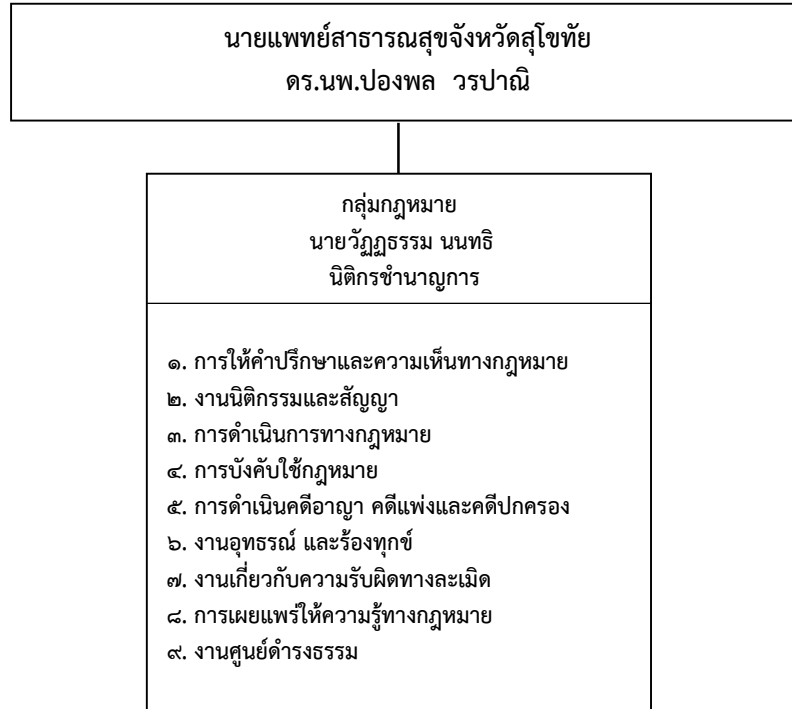 นายแพทย์สาธารณสุขจังหวัดสุโขทัย
ดร.นพ.ปองพล วรปาณิ
กลุ่มกฎหมาย
นายวัฏฏธรรม นนทธิ
นิติกรชำนาญการ
๑. การให้คำปรึกษาและความเห็นทางกฎหมาย
๒. งานนิติกรรมและสัญญา
๓. การดำเนินการทางกฎหมาย
๔. การบังคับใช้กฎหมาย
๕. การดำเนินคดีอาญา คดีแพ่งและคดีปกครอง
๖. งานอุทธรณ์ และร้องทุกข์
๗. งานเกี่ยวกับความรับผิดทางละเมิด
๘. การเผยแพร่ให้ความรู้ทางกฎหมาย
๙. งานศูนย์ดำรงธรรม